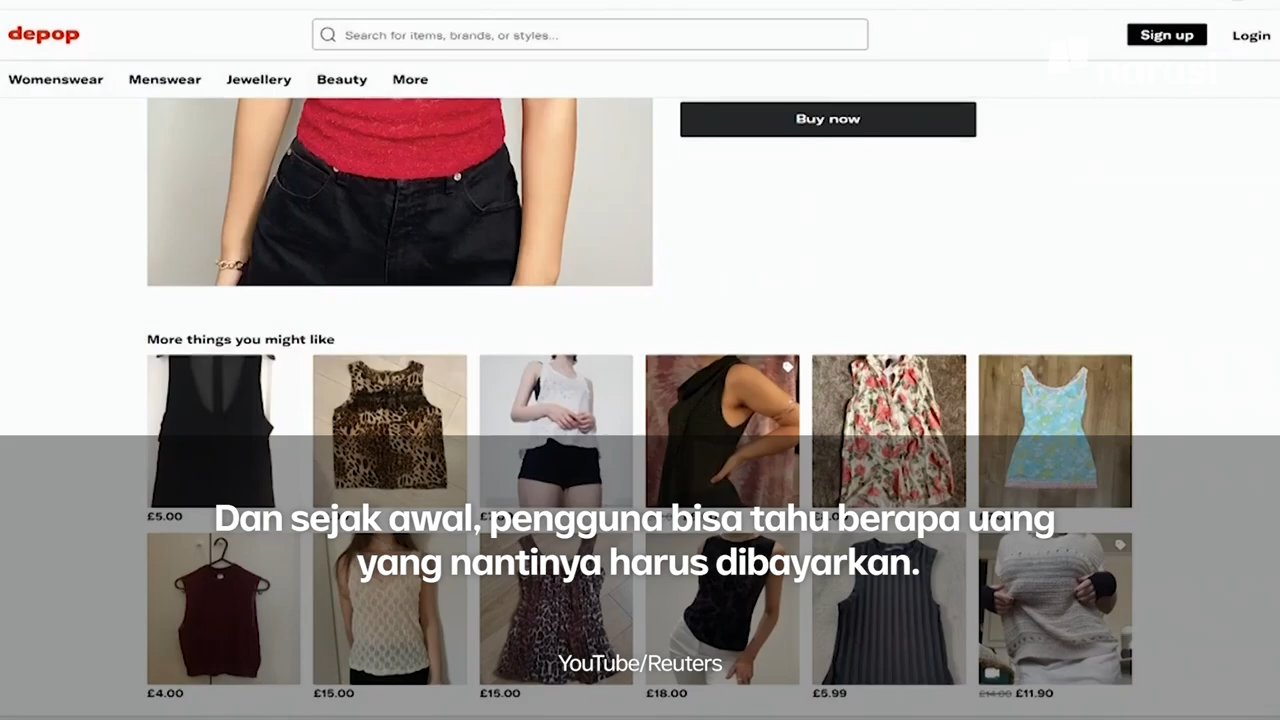 depop
Search for items, brands, or styles...
Sign up
Login
narasi
Womenswear
Menswear
Jewellery
Beauty
More
Buy now
More things you might like
£5.00
Dan sejak awal, pengguna bisa tahu berapa uang
yang nantinya harus dibayarkan.
YouTube/Reuters
£4.00
£15.00
£15.00
£18.00
£5.99
£14.00 £11.90